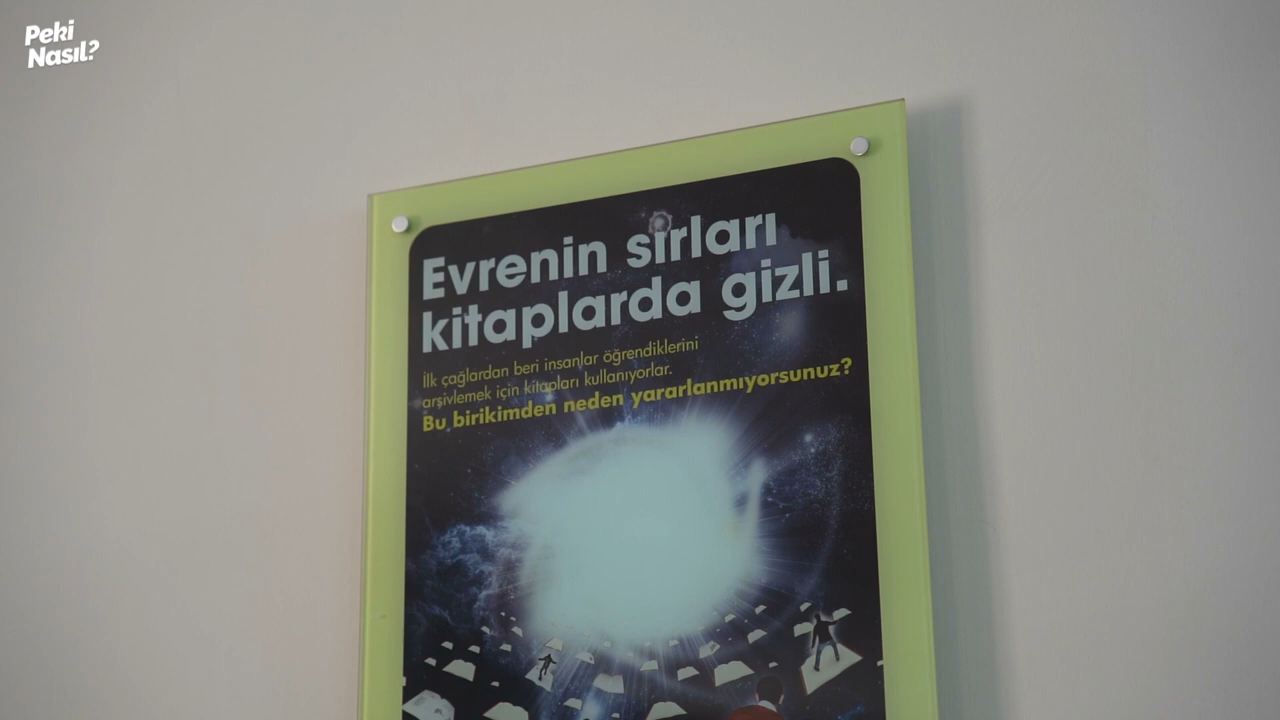 Peki
Nasıl?
Evrenin sırları
kitaplarda gizli.
İlk çağlardan beri insanlar öğrendiklerini
arşivlemek için kitapları kullanıyorlar.
Bu birikimden neden yararlanmıyorsunuz?